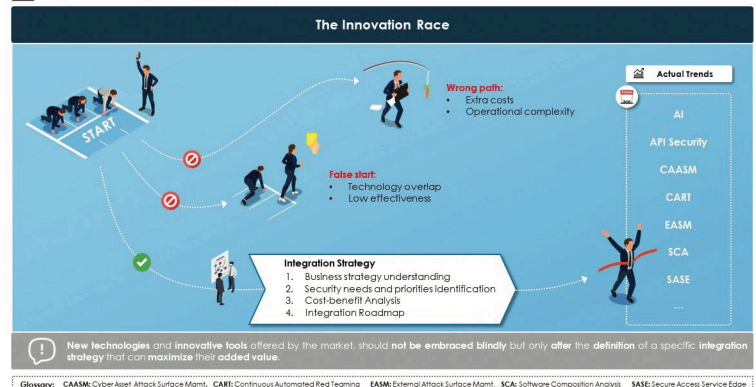 The Innovation Race
START
Wrong path:
• Extra costs
• Operational complexity
False start:
• Technology overlap
• Low effectiveness
Integration Strategy
1. Business strategy understanding
2. Security needs and priorities identification
3. Cost-benefit Analysis
4. Integration Roadmap
Actual Trends
AI
API Security
CAASM
CART
EASM
SCA
SASE
...
! New technologies and innovative tools offered by the market, should not be embraced blindly but only after the definition of a specific integration
strategy that can maximize their added value.
Glossary: CAASM: Cyber Asset Attack Surface Mgmt, CART: Continuous Automated Red Teaming EASM: External Attack Surface Mgmt, SCA: Software Composition Analysis SASE: Secure Access Service Edge